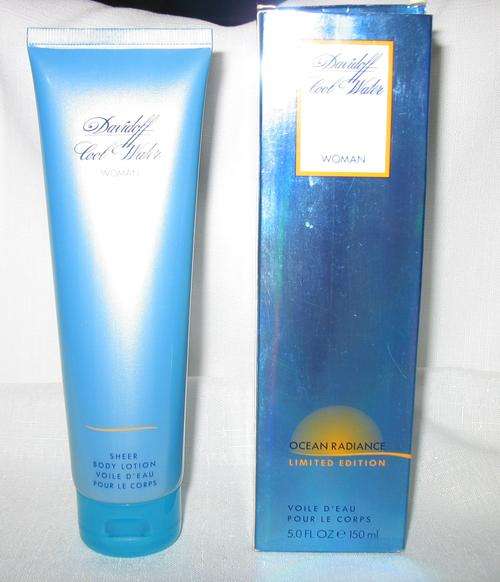 Davidoff
Cool Water
WOMAN
SHEER
BODY LOTION
VOILE D'EAU
POUR LE CORPS
Davidoff
Cool Water
WOMAN
OCEAN RADIANCE
LIMITED EDITION
VOILE D'EAU
POUR LE CORPS
5.0 FL OZ e 150 ml